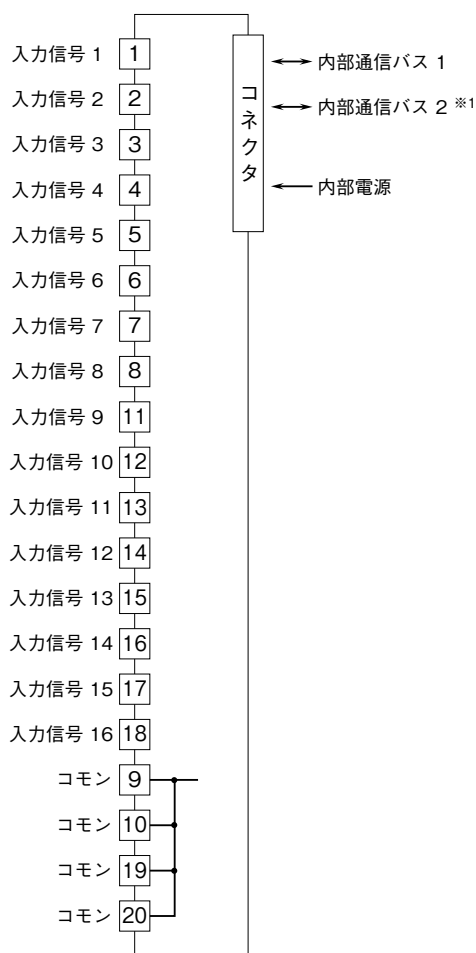 入力信号 1 1
入力信号 2 2
入力信号 3 3
入力信号 4 4
入力信号 5 5
入力信号 6 6
入力信号 7 7
入力信号 8 8
入力信号 9 11
入力信号 10 12
入力信号 11 13
入力信号 12 14
入力信号 13 15
入力信号 14 16
入力信号 15 17
入力信号 16 18
コモン 9
コモン 10
コモン 19
コモン 20
コネクタ
内部通信バス 1
内部通信バス 2 ※1
内部電源